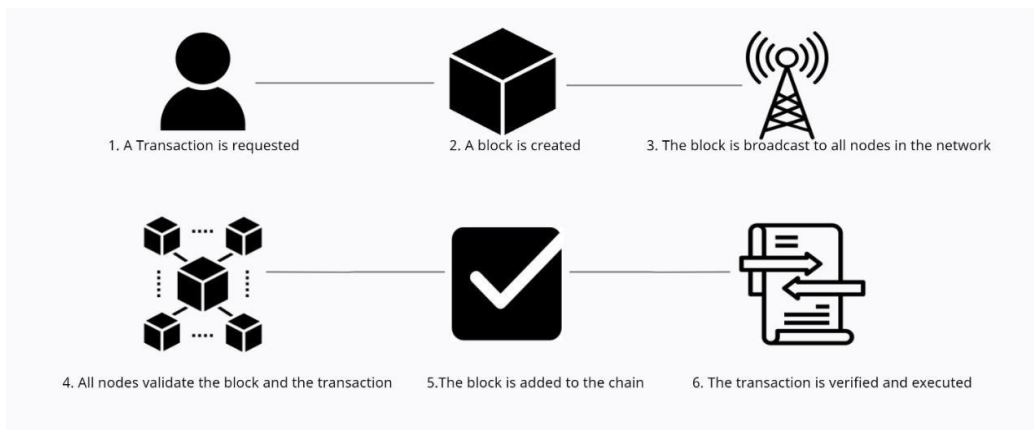 1. A Transaction is requested
2. A block is created
3. The block is broadcast to all nodes in the network
4. All nodes validate the block and the transaction
5.The block is added to the chain
6. The transaction is verified and executed